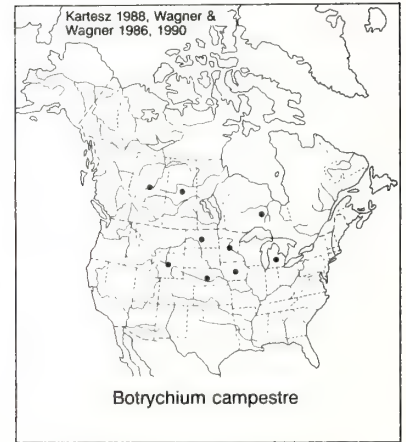 Kartesz 1988, Wagner &
Wagner 1986, 1990
Botrychium campestre